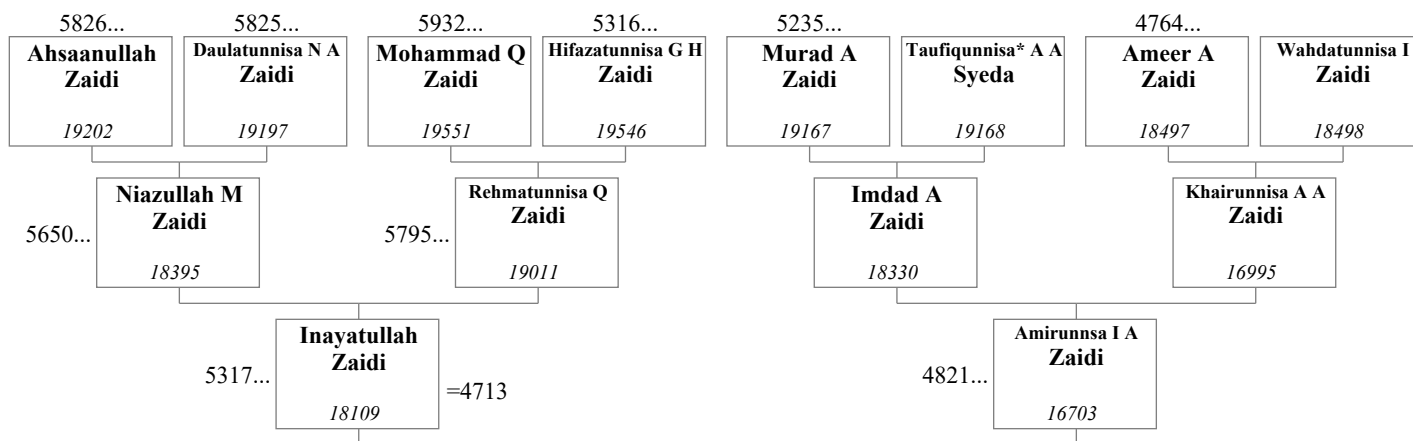 5826...
5825...
5932...
5316...
5235...
4764...
Ahsaanullah
Zaidi
19202
Daulatunnisa N A
Zaidi
19197
Mohammad Q
Zaidi
19551
Hifazatunnisa G H
Zaidi
19546
Murad A
Zaidi
19167
Taufiqunnisa* A A
Syeda
19168
Ameer A
Zaidi
18497
Wahdatunnisa I
Zaidi
18498
5650...
Niazullah M
Zaidi
18395
5795...
Rehmatunnisa Q
Zaidi
19011
Imdad A
Zaidi
18330
Khairunnisa A A
Zaidi
16995
5317...
Inayatullah
Zaidi
18109
=4713
4821...
Amirunnsa I A
Zaidi
16703